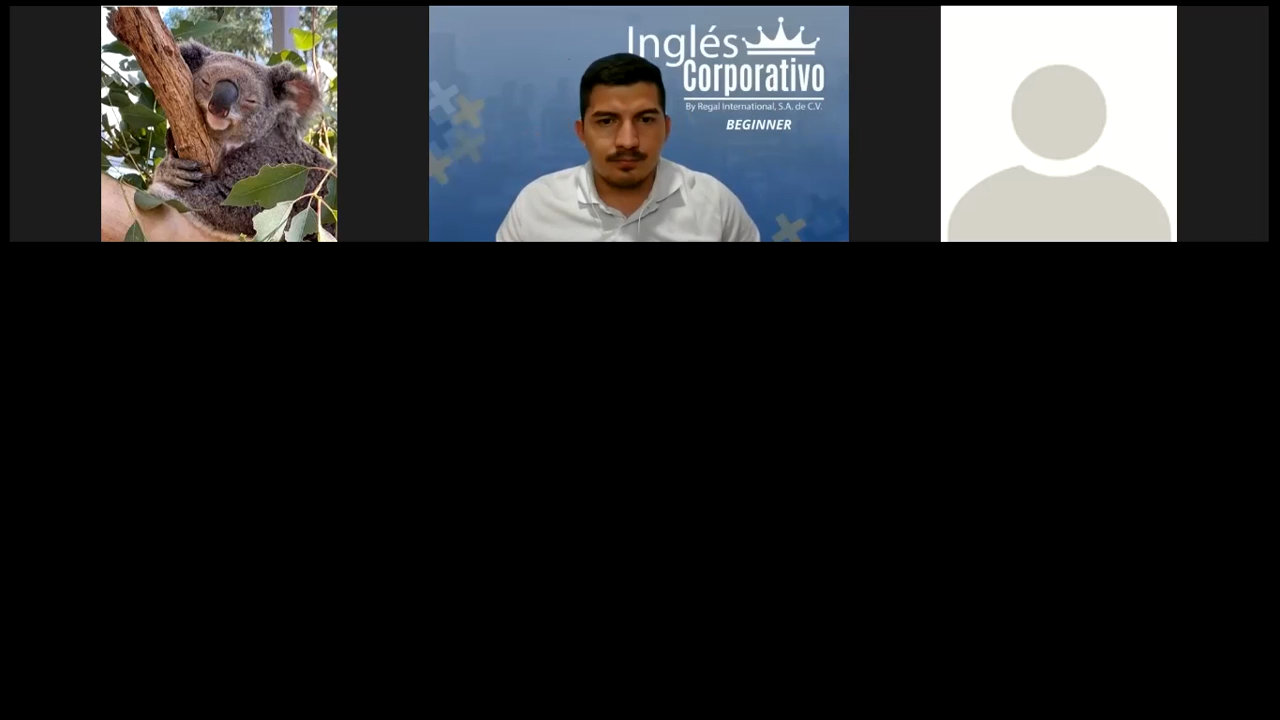 Inglés
Corporativo
By Regal International, S.A. de C.V.
BEGINNER